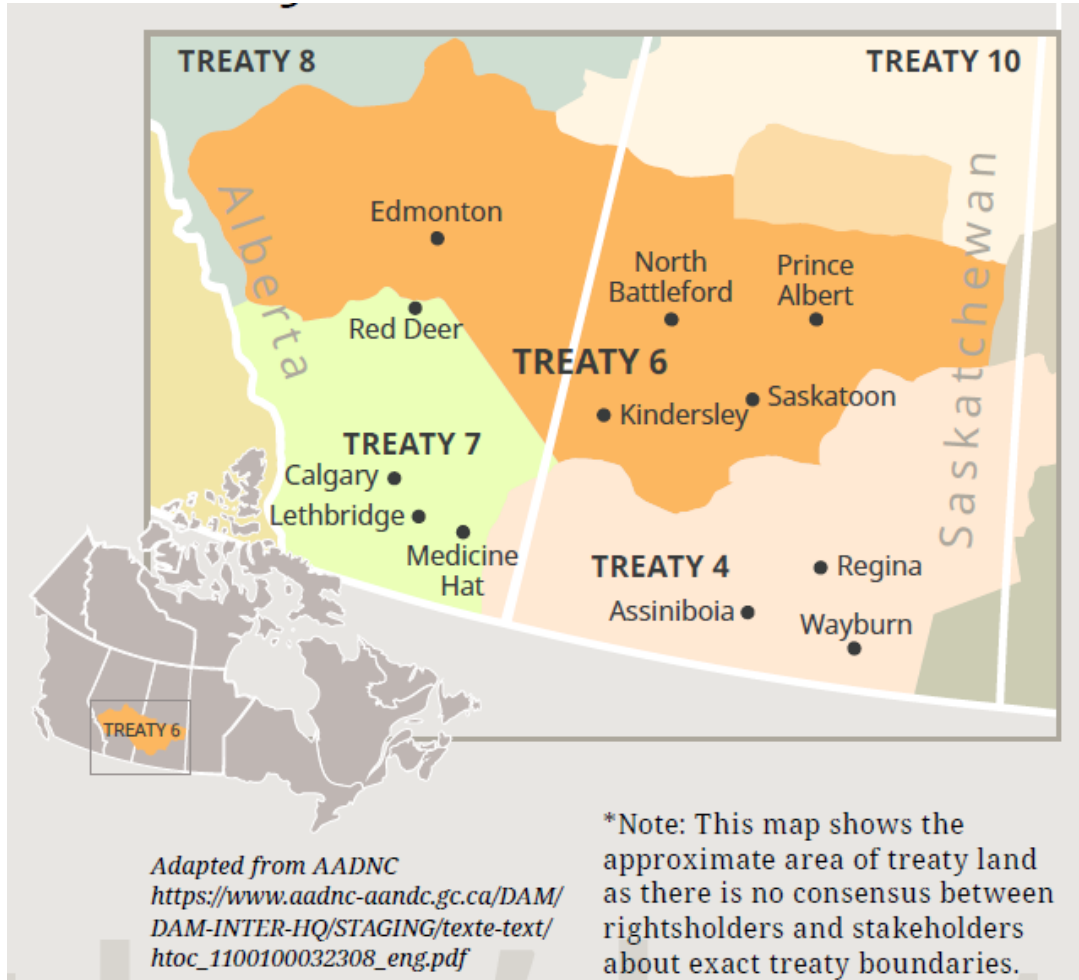 TREATY 8
TREATY 10
Alberta
Saskatchewan
Edmonton
North
Battleford
Prince
Albert
Red Deer
TREATY 6
Kindersley
Saskatoon
TREATY 7
Calgary
Lethbridge
Medicine
Hat
TREATY 4
Regina
Assiniboia
Wayburn
TREATY 6
Adapted from AADNC
https://www.aadnc-aandc.gc.ca/DAM/
DAM-INTER-HQ/STAGING/texte-text/
htoc_1100100032308_eng.pdf
*Note: This map shows the
approximate area of treaty land
as there is no consensus between
rightsholders and stakeholders
about exact treaty boundaries.